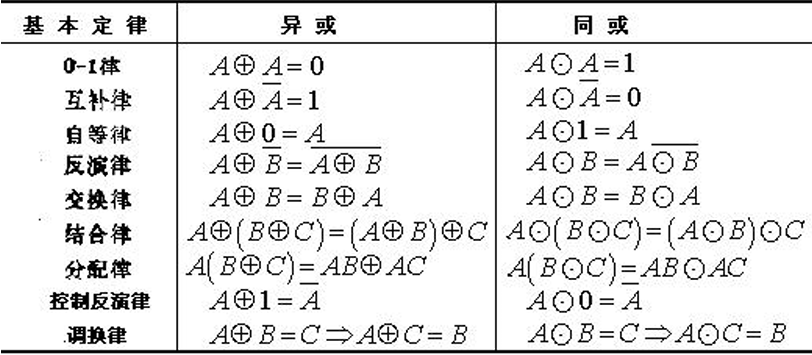 基本定律 异或 同或
0-1律 A⊕A=0 A⊙A=1
互补律 A⊕A̅=1 A⊙A̅=0
自等律 A⊕0=A A⊙1=A
反演律 A⊕B̅=A̅⊕̅B̅ A⊙B=A⊙̅B̅
交换律 A⊕B=B⊕A A⊙B=B⊙A
结合律 A⊕(B⊕C)=(A⊕B)⊕C A⊙(B⊙C)=(A⊙B)⊙C
分配律 A(B⊕C)=AB⊕AC A(B⊙C)=AB⊙AC
控制反演律 A⊕1=A̅ A⊙0=A̅
调换律 A⊕B=C⇒A⊕C=B A⊙B=C⇒A⊙C=B